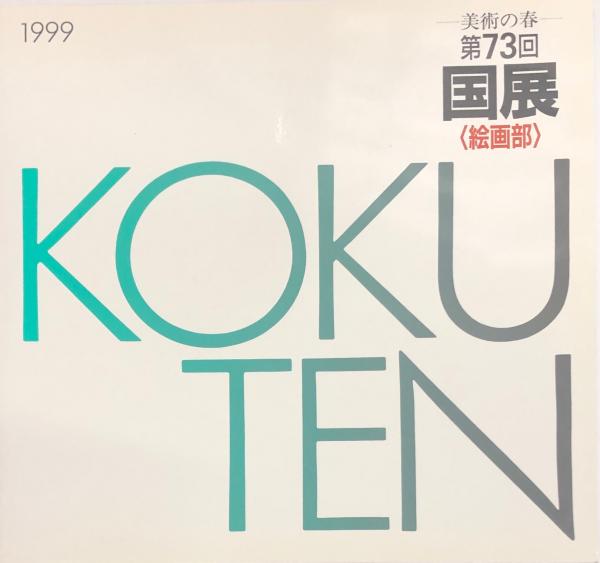 1999
—美術の春—
第73回
国展
〈絵画部〉
KOKU
TEN